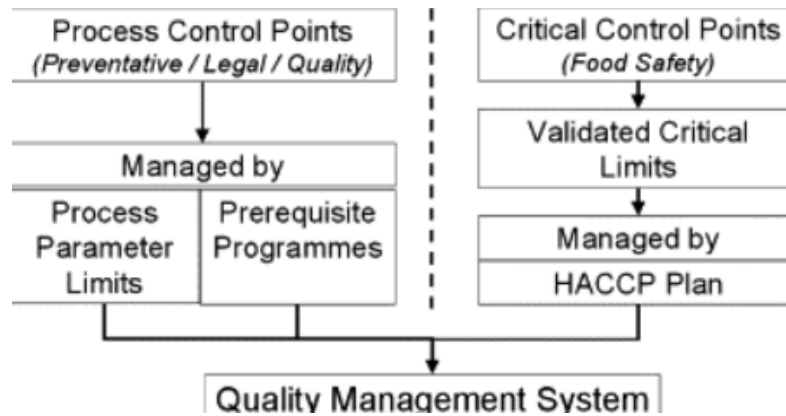 Process Control Points
(Preventative / Legal / Quality)
Managed by
Process
Parameter
Limits
Prerequisite
Programmes
Critical Control Points
(Food Safety)
Validated Critical
Limits
Managed by
HACCP Plan
Quality Management System